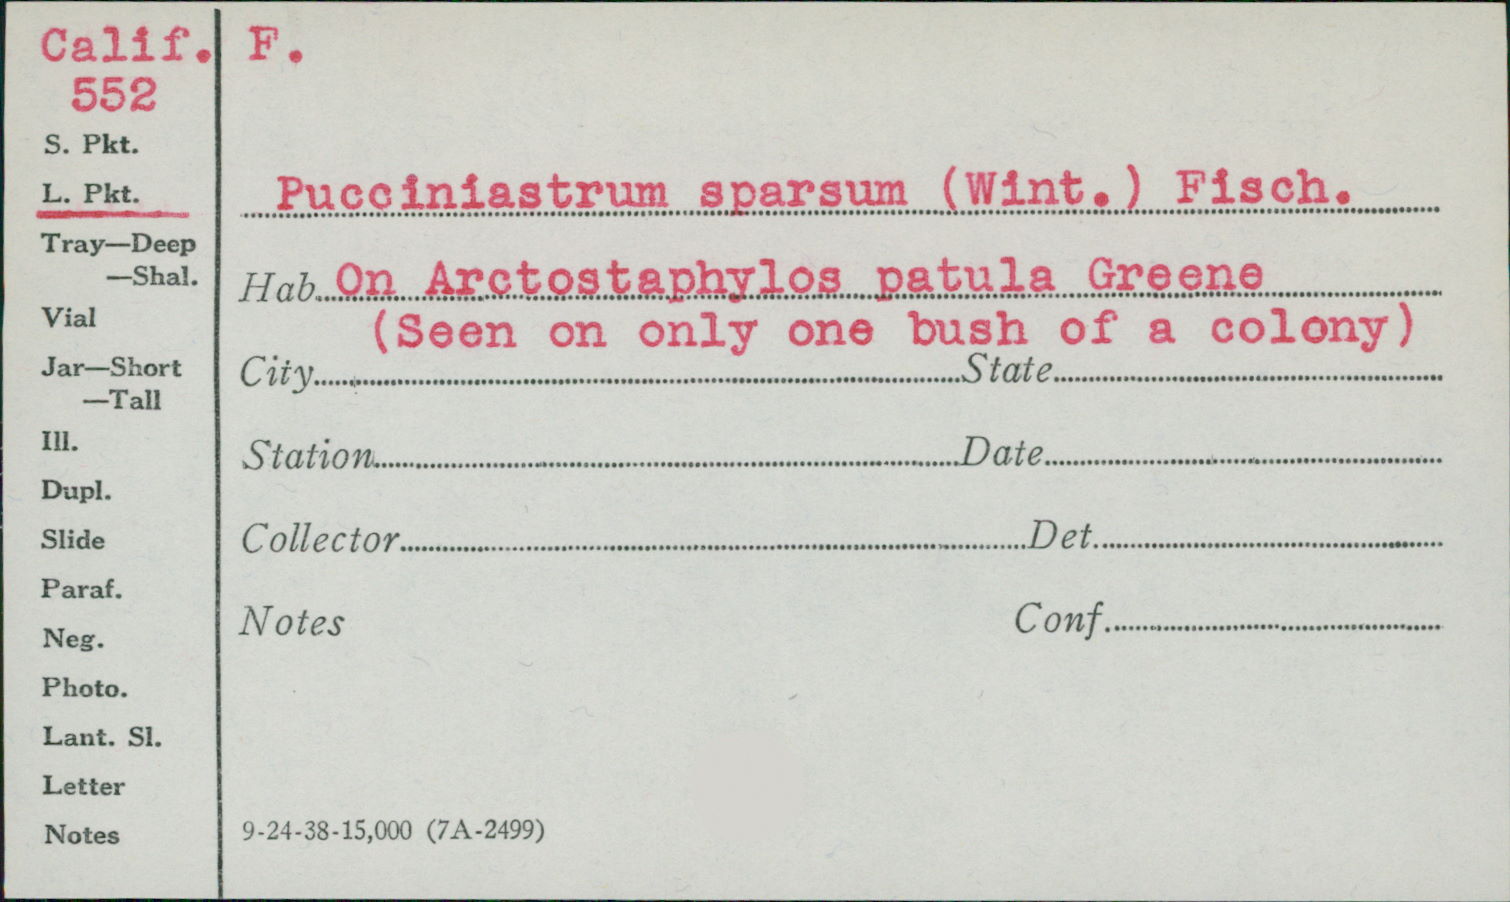 Calif. F.
552
S. Pkt.
L. Pkt.
Pucciniastrum sparsum (Wint.) Fisch.
Tray—Deep
—Shal.
Hab. On Arctostaphylos patula Greene
(Seen on only one bush of a colony)
Vial
Jar—Short
—Tall
City State
Ill.
Station Date
Dupl.
Slide
Collector Det.
Paraf.
Neg.
Notes Conf.
Photo.
Lant. Sl.
Letter
Notes
9-24-38-15,000 (7A-2499)